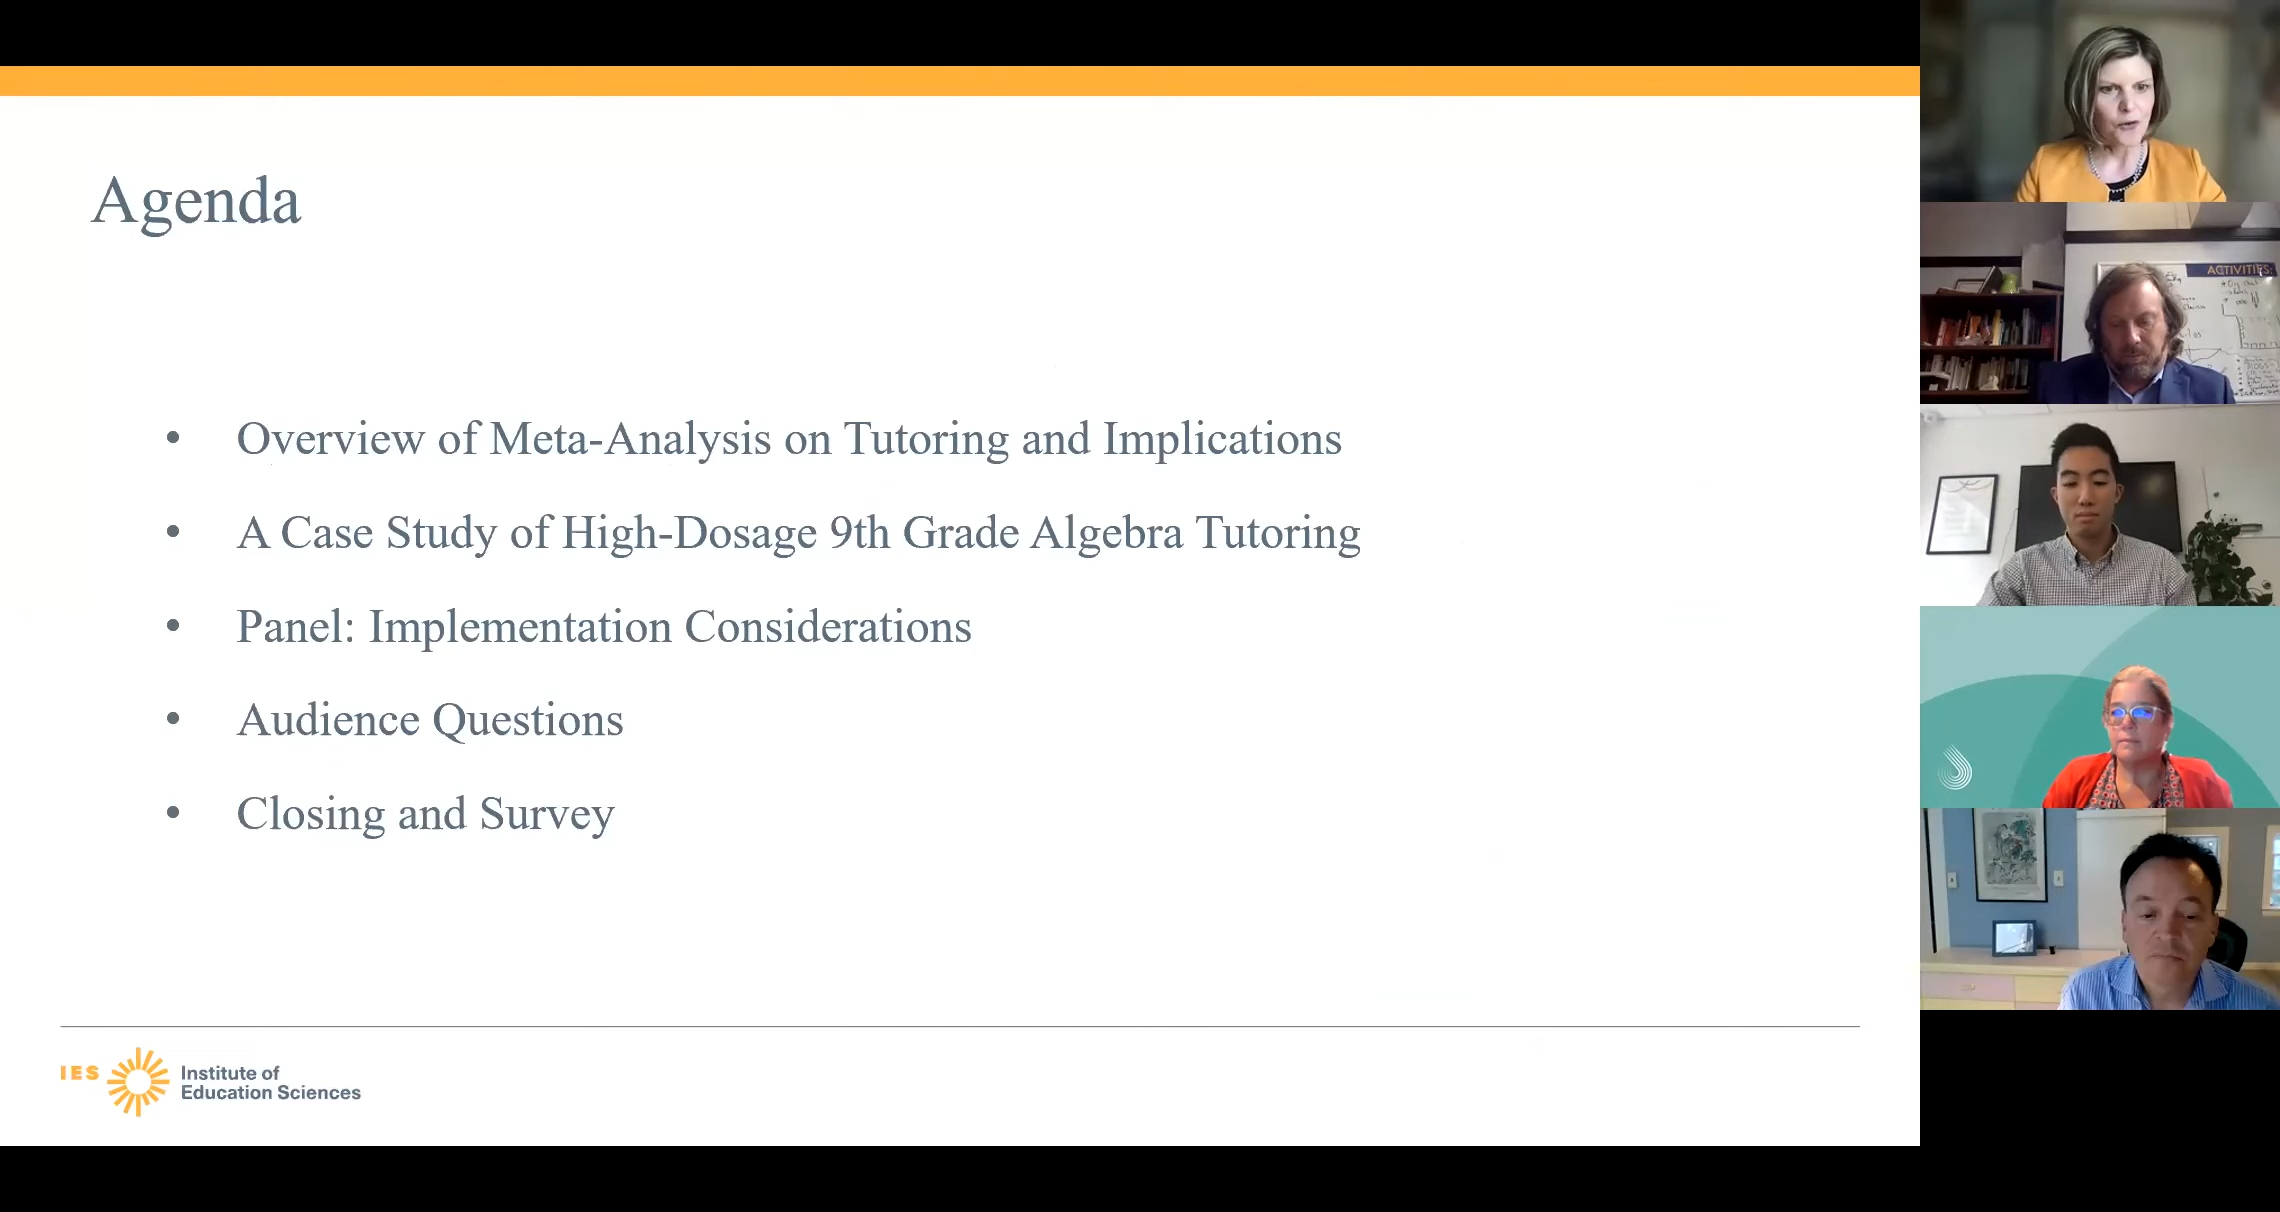 Agenda
• Overview of Meta-Analysis on Tutoring and Implications
• A Case Study of High-Dosage 9th Grade Algebra Tutoring
• Panel: Implementation Considerations
• Audience Questions
• Closing and Survey
IES
Institute of
Education Sciences
ACTIVITIES: